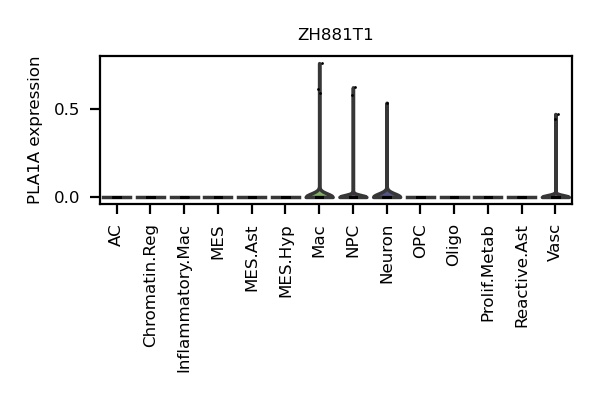 ZH881T1
PLA1A expression
0.5
0.0
AC
Chromatin.Reg
Inflammatory.Mac
MES
MES.Ast
MES.Hyp
Mac
NPC
Neuron
OPC
Oligo
Prolif.Metab
Reactive.Ast
Vasc